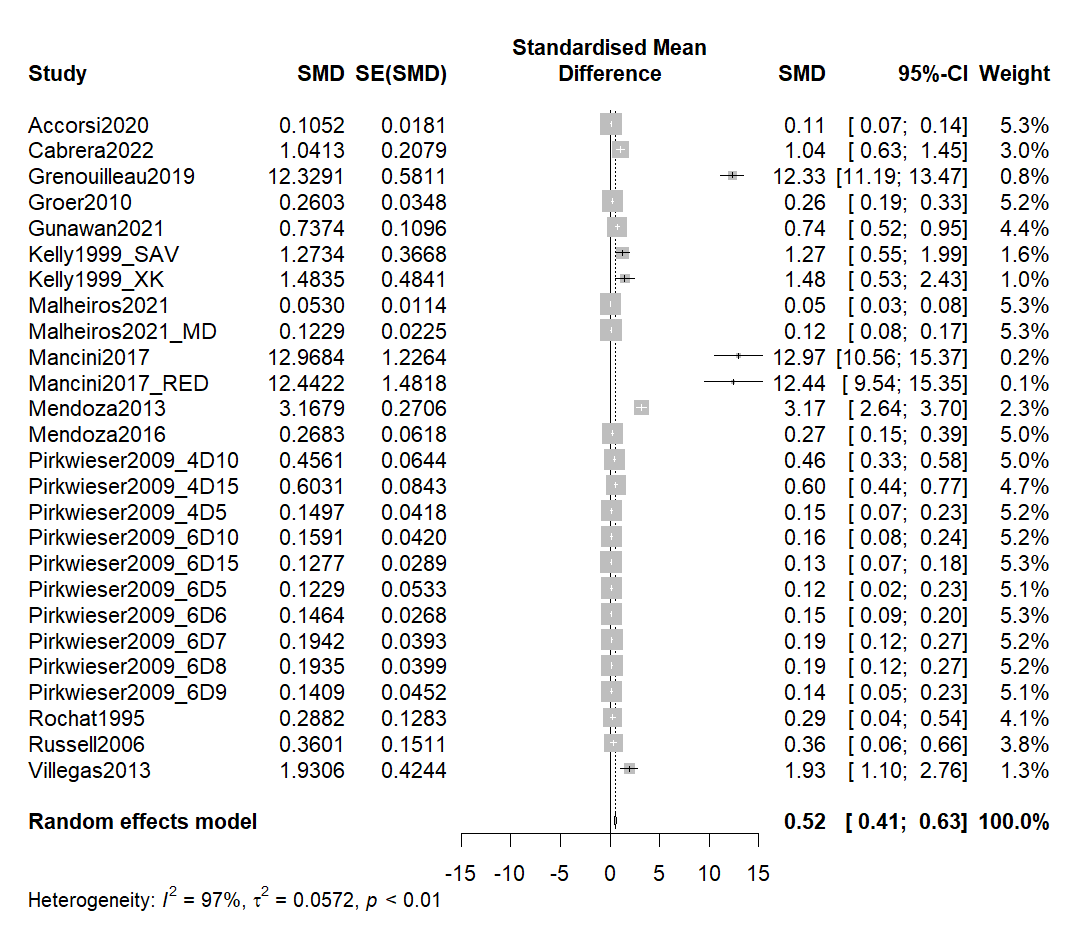 Standardised Mean
Study SMD SE(SMD) Difference SMD 95%-CI Weight
Accorsi2020 0.1052 0.0181 0.11 [ 0.07; 0.14] 5.3%
Cabrera2022 1.0413 0.2079 1.04 [ 0.63; 1.45] 3.0%
Grenouilleau2019 12.3291 0.5811 12.33 [11.19; 13.47] 0.8%
Groer2010 0.2603 0.0348 0.26 [ 0.19; 0.33] 5.2%
Gunawan2021 0.7374 0.1096 0.74 [ 0.52; 0.95] 4.4%
Kelly1999_SAV 1.2734 0.3668 1.27 [ 0.55; 1.99] 1.6%
Kelly1999_XK 1.4835 0.4841 1.48 [ 0.53; 2.43] 1.0%
Malheiros2021 0.0530 0.0114 0.05 [ 0.03; 0.08] 5.3%
Malheiros2021_MD 0.1229 0.0225 0.12 [ 0.08; 0.17] 5.3%
Mancini2017 12.9684 1.2264 12.97 [10.56; 15.37] 0.2%
Mancini2017_RED 12.4422 1.4818 12.44 [ 9.54; 15.35] 0.1%
Mendoza2013 3.1679 0.2706 3.17 [ 2.64; 3.70] 2.3%
Mendoza2016 0.2683 0.0618 0.27 [ 0.15; 0.39] 5.0%
Pirkwieser2009_4D10 0.4561 0.0644 0.46 [ 0.33; 0.58] 5.0%
Pirkwieser2009_4D15 0.6031 0.0843 0.60 [ 0.44; 0.77] 4.7%
Pirkwieser2009_4D5 0.1497 0.0418 0.15 [ 0.07; 0.23] 5.2%
Pirkwieser2009_6D10 0.1591 0.0420 0.16 [ 0.08; 0.24] 5.2%
Pirkwieser2009_6D15 0.1277 0.0289 0.13 [ 0.07; 0.18] 5.3%
Pirkwieser2009_6D5 0.1229 0.0533 0.12 [ 0.02; 0.23] 5.1%
Pirkwieser2009_6D6 0.1464 0.0268 0.15 [ 0.09; 0.20] 5.3%
Pirkwieser2009_6D7 0.1942 0.0393 0.19 [ 0.12; 0.27] 5.2%
Pirkwieser2009_6D8 0.1935 0.0399 0.19 [ 0.12; 0.27] 5.2%
Pirkwieser2009_6D9 0.1409 0.0452 0.14 [ 0.05; 0.23] 5.1%
Rochat1995 0.2882 0.1283 0.29 [ 0.04; 0.54] 4.1%
Russell2006 0.3601 0.1511 0.36 [ 0.06; 0.66] 3.8%
Villegas2013 1.9306 0.4244 1.93 [ 1.10; 2.76] 1.3%
Random effects model 0.52 [ 0.41; 0.63] 100.0%
-15 -10 -5 0 5 10 15
Heterogeneity: I² = 97%, τ² = 0.0572, p < 0.01